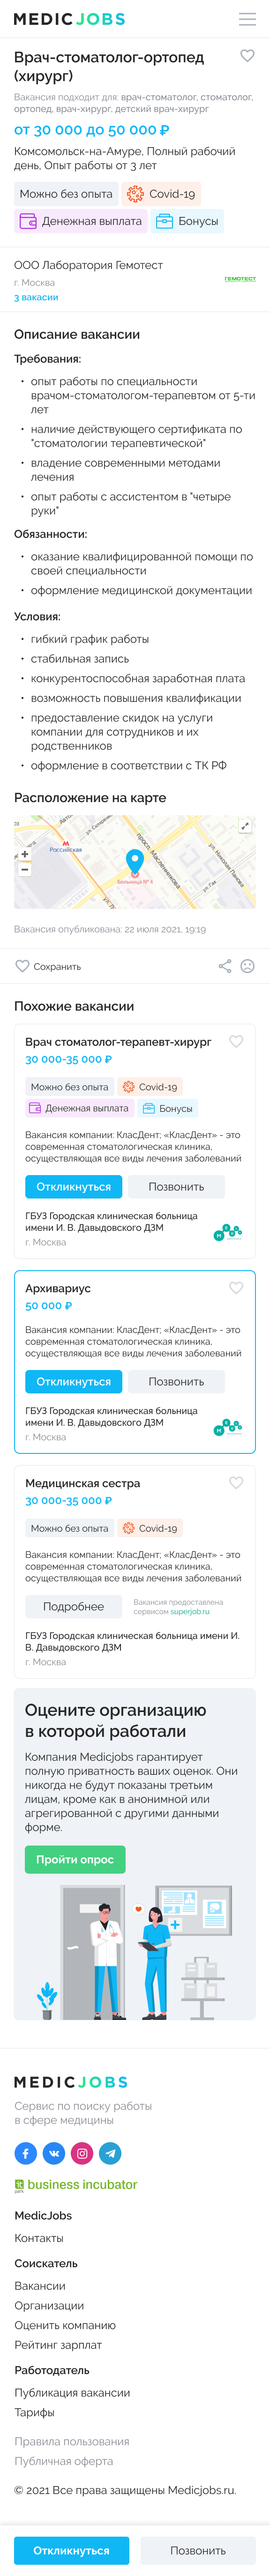 MEDICJOBS
Врач-стоматолог-ортопед
(хирург)
Вакансия подходит для: врач-стоматолог, стоматолог,
ортопед, врач-хирург, детский врач-хирург
от 30 000 до 50 000 ₽
Комсомольск-на-Амуре, Полный рабочий
день, Опыт работы от 3 лет
Можно без опыта Covid-19
Денежная выплата Бонусы
ООО Лаборатория Гемотест
г. Москва
3 вакасии
ГЕМОТЕСТ
Описание вакансии
Требования:
• опыт работы по специальности
врачом-стоматологом-терапевтом от 5-ти
лет
• наличие действующего сертификата по
"стоматологии терапевтической"
• владение современными методами
лечения
• опыт работы с ассистентом в "четыре
руки"
Обязанности:
• оказание квалифицированной помощи по
своей специальности
• оформление медицинской документации
Условия:
• гибкий график работы
• стабильная запись
• конкурентоспособная заработная плата
• возможность повышения квалификации
• предоставление скидок на услуги
компании для сотрудников и их
родственников
• оформление в соответствии с ТК РФ
Расположение на карте
Российская
просп. Масленникова
ул. Николая Попова
Больница № 4
Вакансия опубликована: 22 июля 2021, 19:19
Сохранить
Похожие вакансии
Врач стоматолог-терапевт-хирург
30 000-35 000 ₽
Можно без опыта Covid-19
Денежная выплата Бонусы
Вакансия компании: КласДент; «КласДент» - это
современная стоматологическая клиника,
осуществляющая все виды лечения заболеваний
Откликнуться Позвонить
ГБУЗ Городская клиническая больница
имени И. В. Давыдовского ДЗМ
г. Москва
Архивариус
50 000 ₽
Вакансия компании: КласДент; «КласДент» - это
современная стоматологическая клиника,
осуществляющая все виды лечения заболеваний
Откликнуться Позвонить
ГБУЗ Городская клиническая больница
имени И. В. Давыдовского ДЗМ
г. Москва
Медицинская сестра
30 000-35 000 ₽
Можно без опыта Covid-19
Вакансия компании: КласДент; «КласДент» - это
современная стоматологическая клиника,
осуществляющая все виды лечения заболеваний
Подробнее
Вакансия предоставлена
сервисом superjob.ru
ГБУЗ Городская клиническая больница имени И.
В. Давыдовского ДЗМ
г. Москва
Оцените организацию
в которой работали
Компания Medicjobs гарантирует
полную приватность ваших оценок. Они
никогда не будут показаны третьим
лицам, кроме как в анонимной или
агрегированной с другими данными
форме.
Пройти опрос
MEDICJOBS
Сервис по поиску работы
в сфере медицины
park business incubator
MedicJobs
Контакты
Соискатель
Вакансии
Организации
Оценить компанию
Рейтинг зарплат
Работодатель
Публикация вакансии
Тарифы
Правила пользования
Публичная оферта
© 2021 Все права защищены Medicjobs.ru.
Откликнуться Позвонить